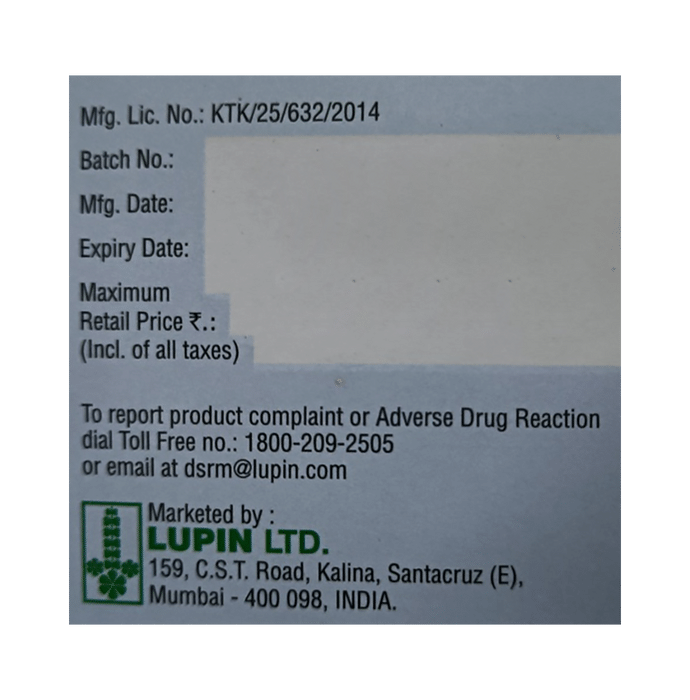 Mfg. Lic. No.: KTK/25/632/2014
Batch No.:
Mfg. Date:
Expiry Date:
Maximum
Retail Price ₹.:
(Incl. of all taxes)
To report product complaint or Adverse Drug Reaction
dial Toll Free no.: 1800-209-2505
or email at dsrm@lupin.com
Marketed by :
LUPIN LTD.
159, C.S.T. Road, Kalina, Santacruz (E),
Mumbai - 400 098, INDIA.